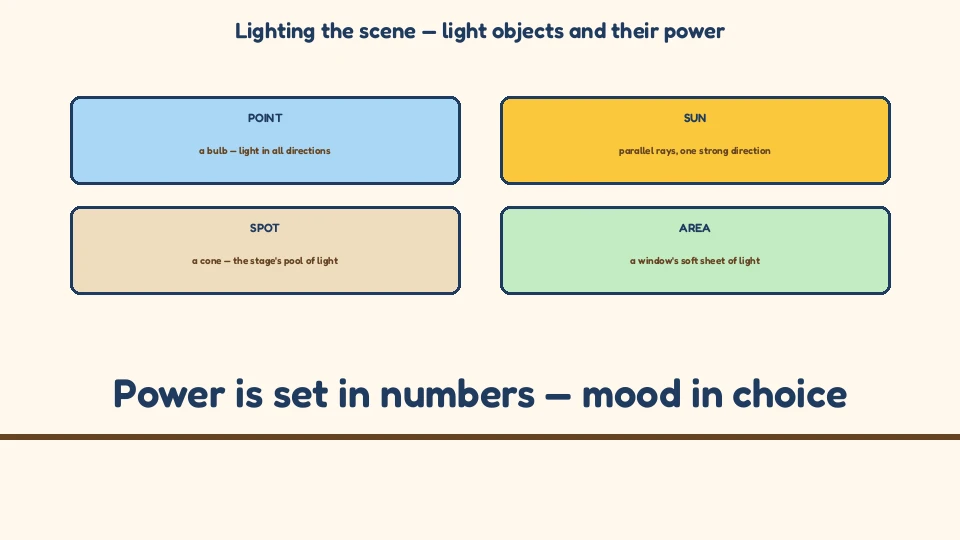 Lighting the scene — light objects and their power
POINT
a bulb — light in all directions
SUN
parallel rays, one strong direction
SPOT
a cone — the stage's pool of light
AREA
a window's soft sheet of light
Power is set in numbers — mood in choice